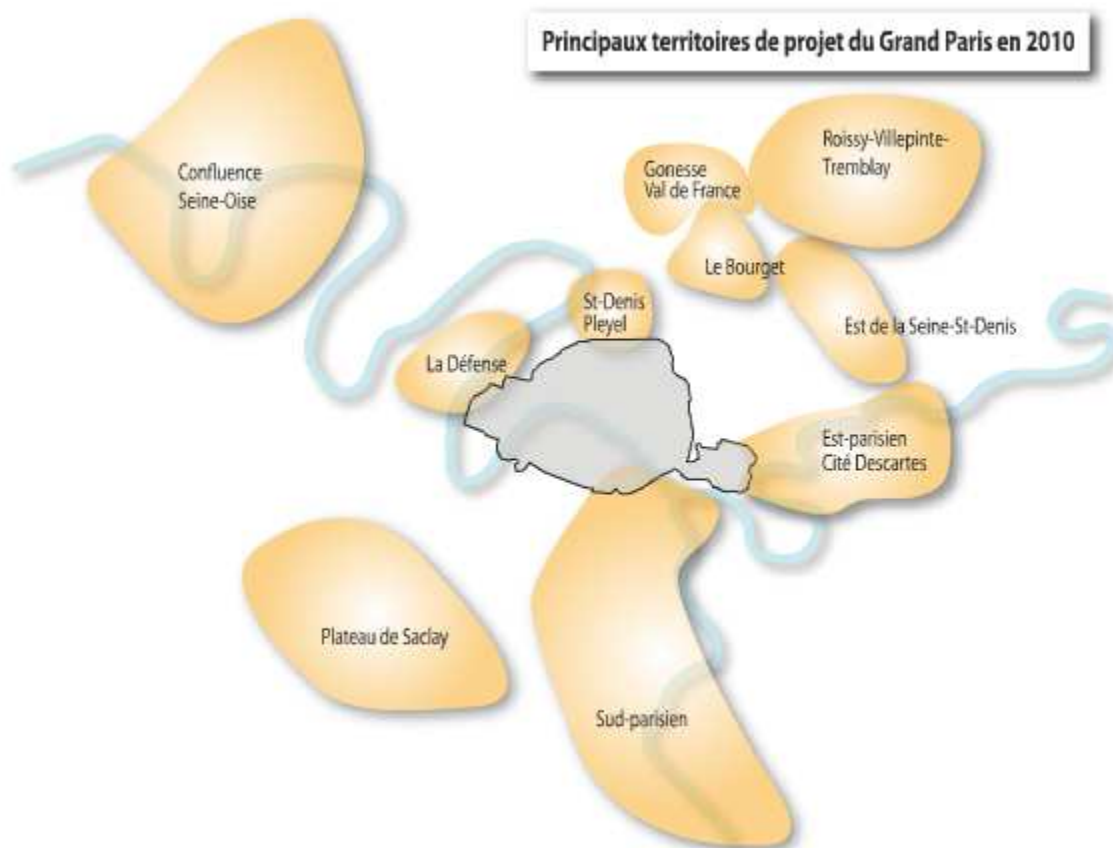 Principaux territoires de projet du Grand Paris en 2010
Roissy-Villepinte-
Tremblay
Gonesse
Val de France
Confluence
Seine-Oise
Le Bourget
St-Denis
Pleyel
Est de la Seine-St-Denis
La Défense
Est-parisien
Cité Descartes
Plateau de Saclay
Sud-parisien